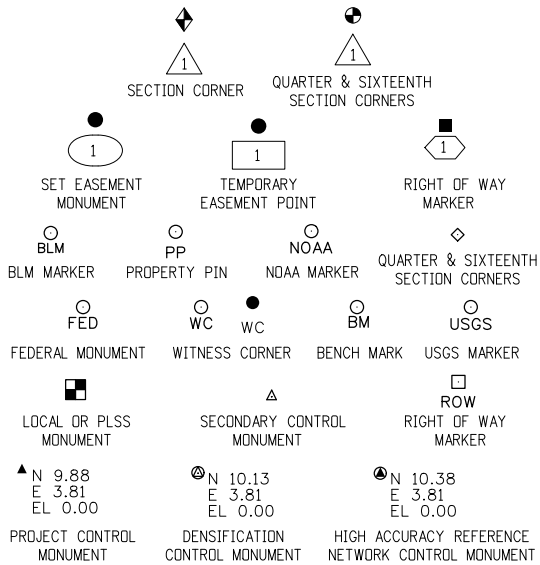 1
1
SECTION CORNER
QUARTER & SIXTEENTH
SECTION CORNERS
1
1
1
SET EASEMENT
MONUMENT
TEMPORARY
EASEMENT POINT
RIGHT OF WAY
MARKER
BLM
BLM MARKER
PP
PROPERTY PIN
NOAA
NOAA MARKER
QUARTER & SIXTEENTH
SECTION CORNERS
FED
FEDERAL MONUMENT
WC
WC
WITNESS CORNER
BM
BENCH MARK
USGS
USGS MARKER
LOCAL OR PLSS
MONUMENT
SECONDARY CONTROL
MONUMENT
ROW
RIGHT OF WAY
MARKER
N 9.88
E 3.81
EL 0.00
PROJECT CONTROL
MONUMENT
N 10.13
E 3.81
EL 0.00
DENSIFICATION
CONTROL MONUMENT
N 10.38
E 3.81
EL 0.00
HIGH ACCURACY REFERENCE
NETWORK CONTROL MONUMENT